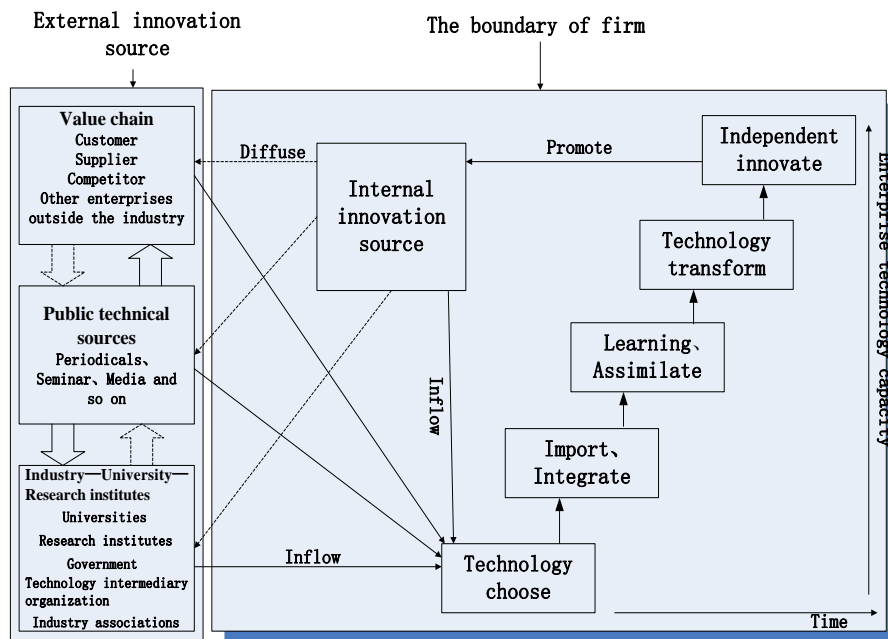 External innovation
source
The boundary of firm
Value chain
Customer
Supplier
Competitor
Other enterprises
outside the industry
Public technical
sources
Periodicals、
Seminar、Media and
so on
Industry—University—
Research institutes
Universities
Research institutes
Government
Technology intermediary
organization
Industry associations
Diffuse
Internal
innovation
source
Promote
Independent
innovate
Technology
transform
Learning、
Assimilate
Import、
Integrate
Inflow
Inflow
Technology
choose
Enterprise technology capacity
Time